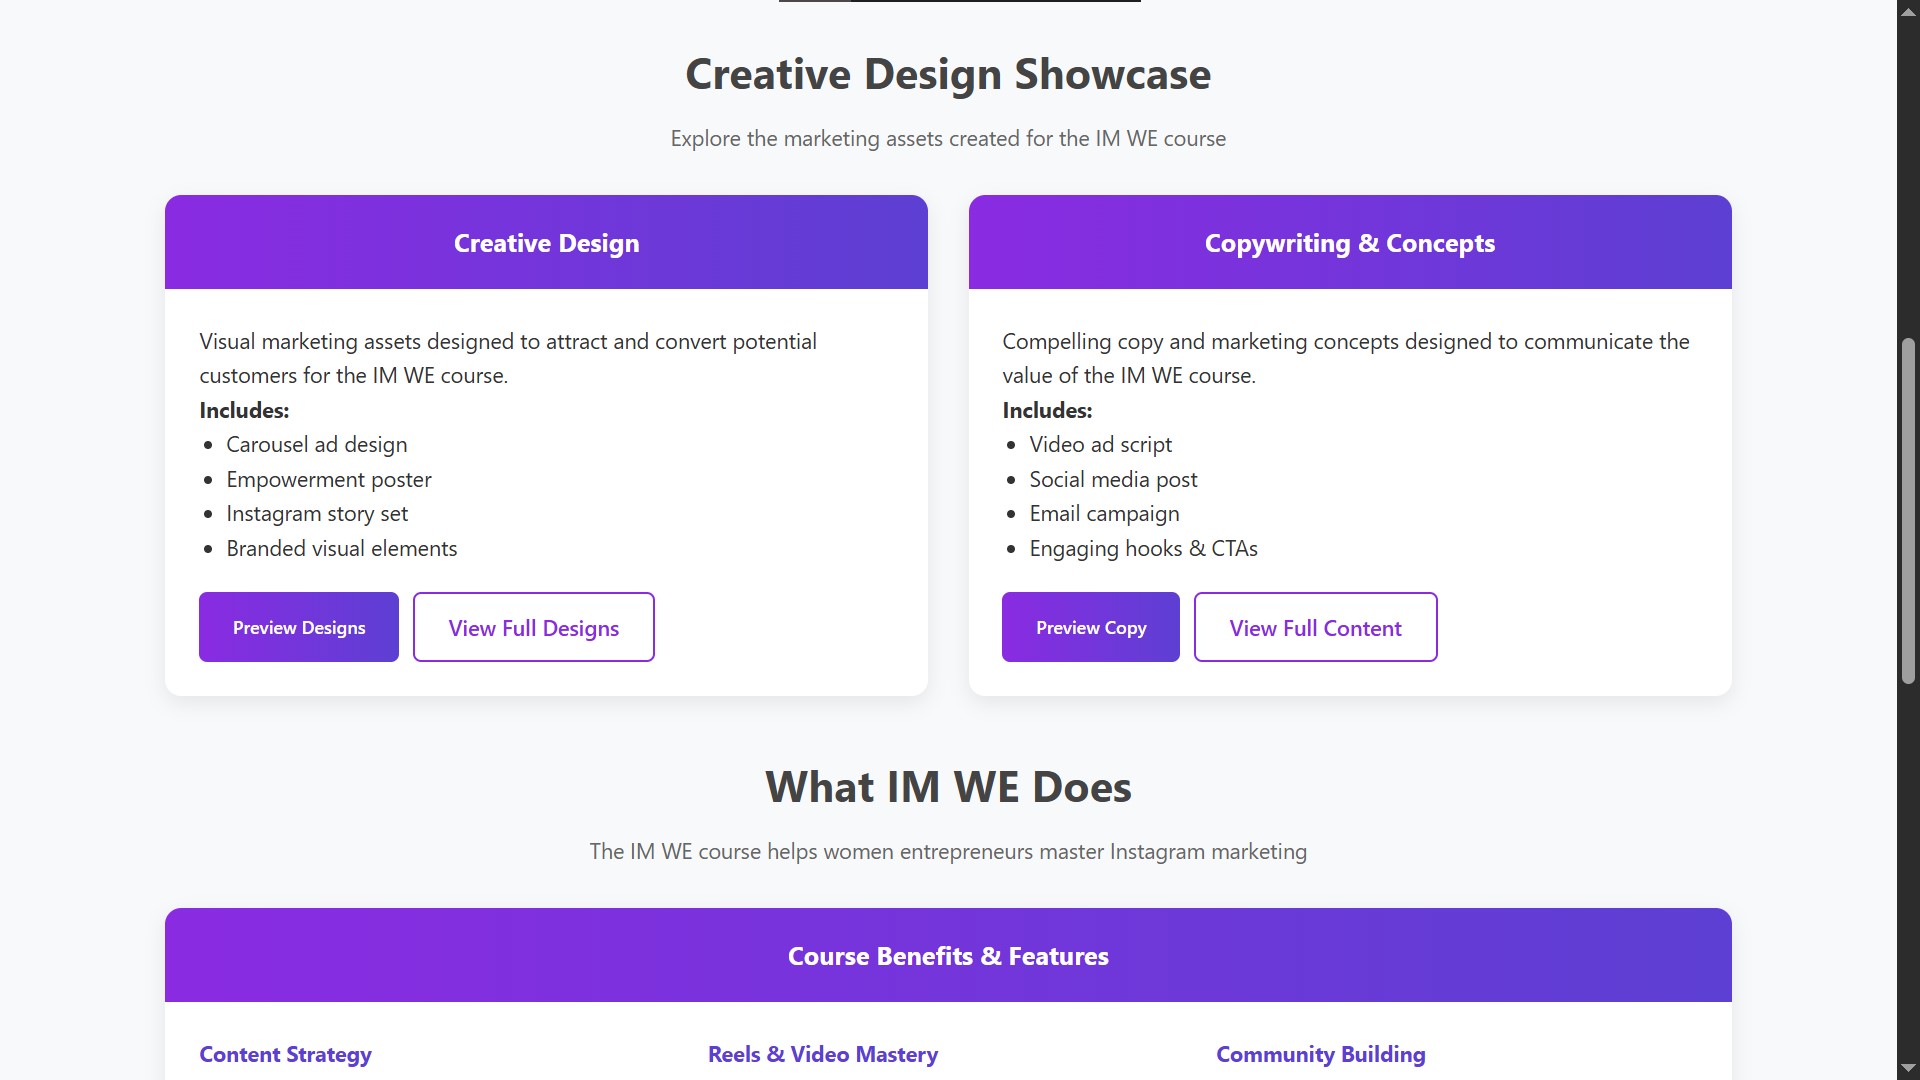 Creative Design Showcase
Explore the marketing assets created for the IM WE course
Creative Design
Visual marketing assets designed to attract and convert potential
customers for the IM WE course.
Includes:
Carousel ad design
Empowerment poster
Instagram story set
Branded visual elements
Preview Designs
View Full Designs
Copywriting & Concepts
Compelling copy and marketing concepts designed to communicate the
value of the IM WE course.
Includes:
Video ad script
Social media post
Email campaign
Engaging hooks & CTAs
Preview Copy
View Full Content
What IM WE Does
The IM WE course helps women entrepreneurs master Instagram marketing
Course Benefits & Features
Content Strategy
Reels & Video Mastery
Community Building